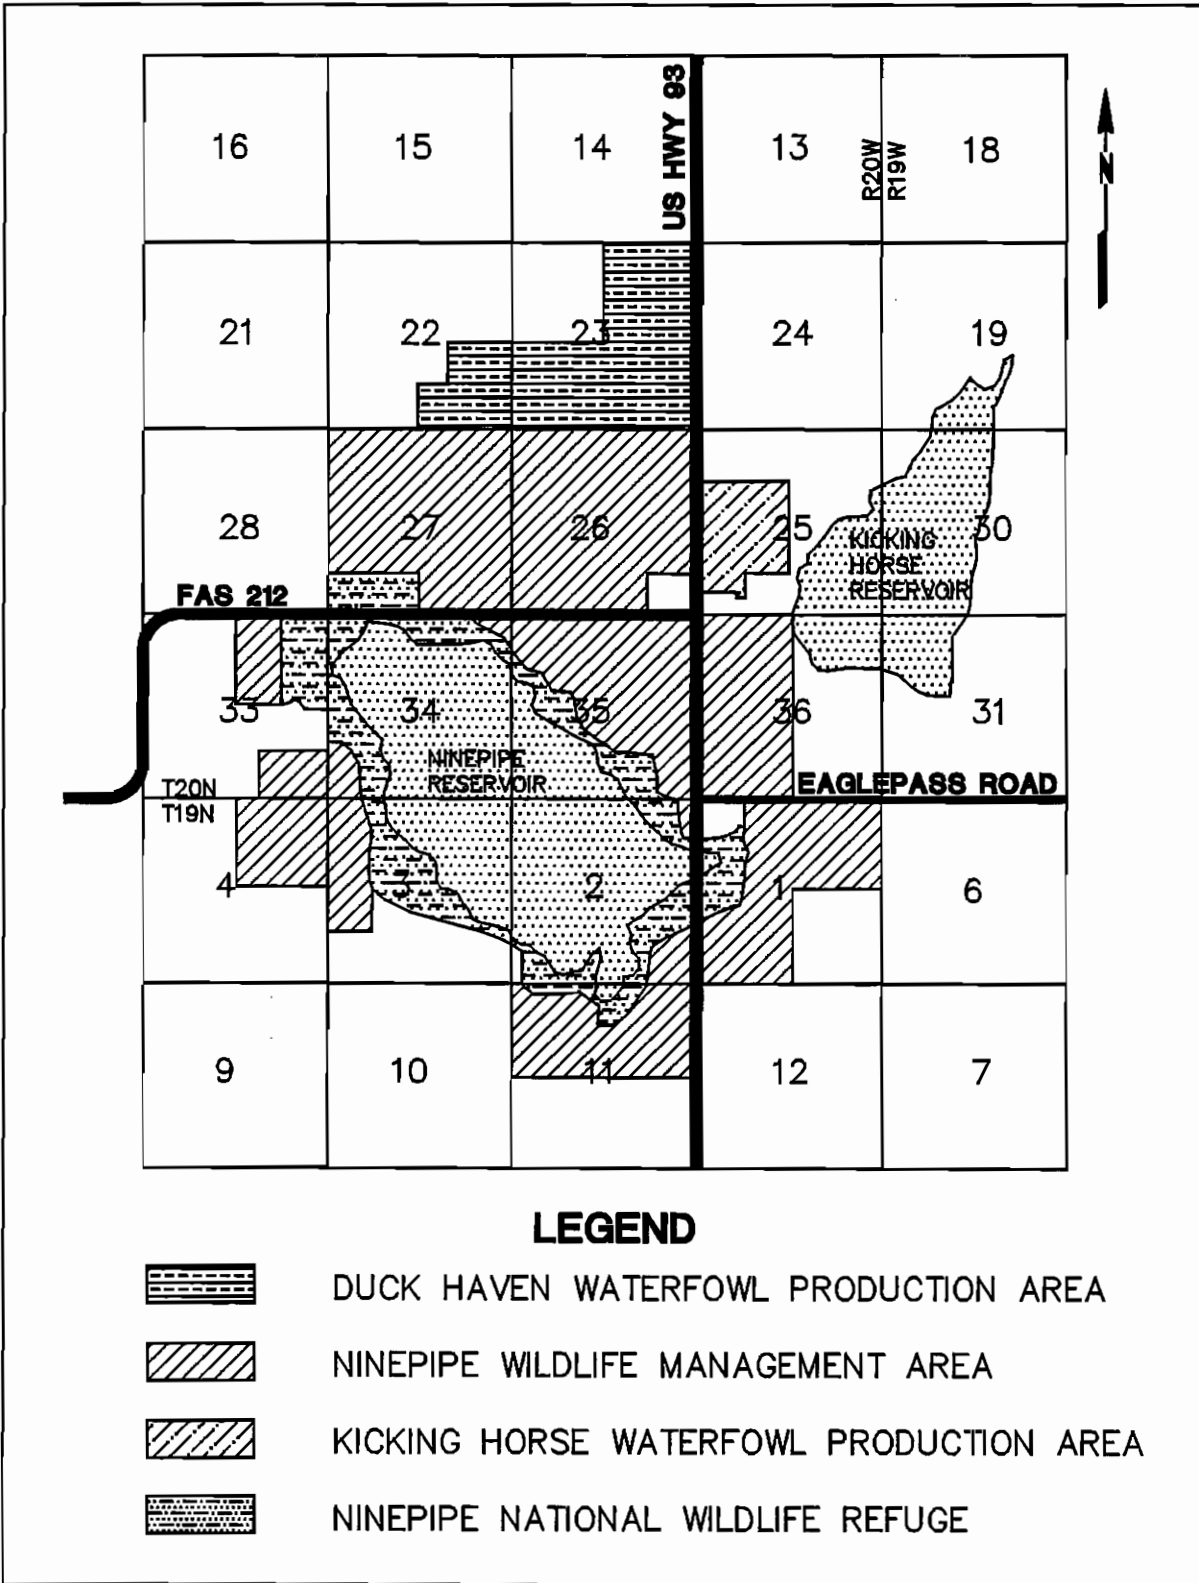 US HWY 93
16
15
14
13
18
R20W
R19W
N
21
22
23
24
19
28
27
26
25
30
KICKING
HORSE
RESERVOIR
FAS 212
33
34
35
36
31
NINEPIPE
RESERVOIR
EAGLEPASS ROAD
T20N
T19N
4
3
2
1
6
9
10
11
12
7
LEGEND
DUCK HAVEN WATERFOWL PRODUCTION AREA
NINEPIPE WILDLIFE MANAGEMENT AREA
KICKING HORSE WATERFOWL PRODUCTION AREA
NINEPIPE NATIONAL WILDLIFE REFUGE